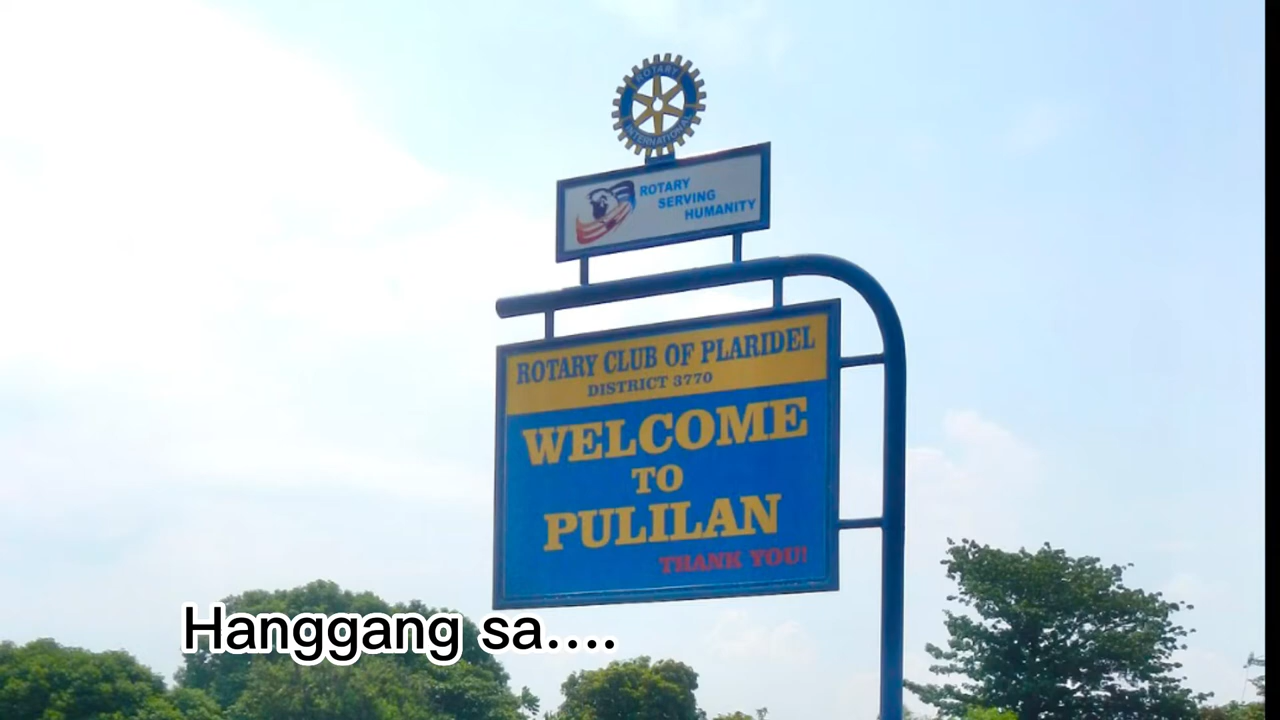 ROTARY
INTERNATIONAL
ROTARY
SERVING
HUMANITY
ROTARY CLUB OF PLARIDEL
DISTRICT 3770
WELCOME
TO
PULILAN
THANK YOU!
Hanggang sa....